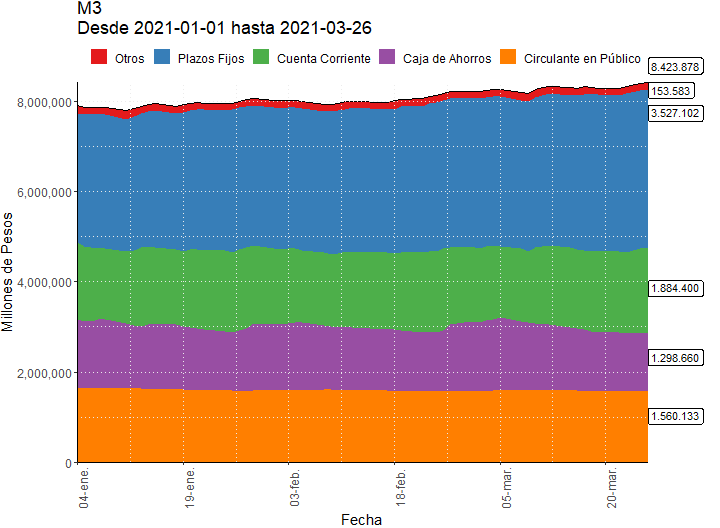 M3
Desde 2021-01-01 hasta 2021-03-26
Otros
Plazos Fijos
Cuenta Corriente
Caja de Ahorros
Circulante en Público
8.423.878
153.583
3.527.102
1.884.400
1.298.660
1.560.133
Millones de Pesos
8,000,000
6,000,000
4,000,000
2,000,000
0
04-ene.
19-ene.
03-feb.
18-feb.
05-mar.
20-mar.
Fecha